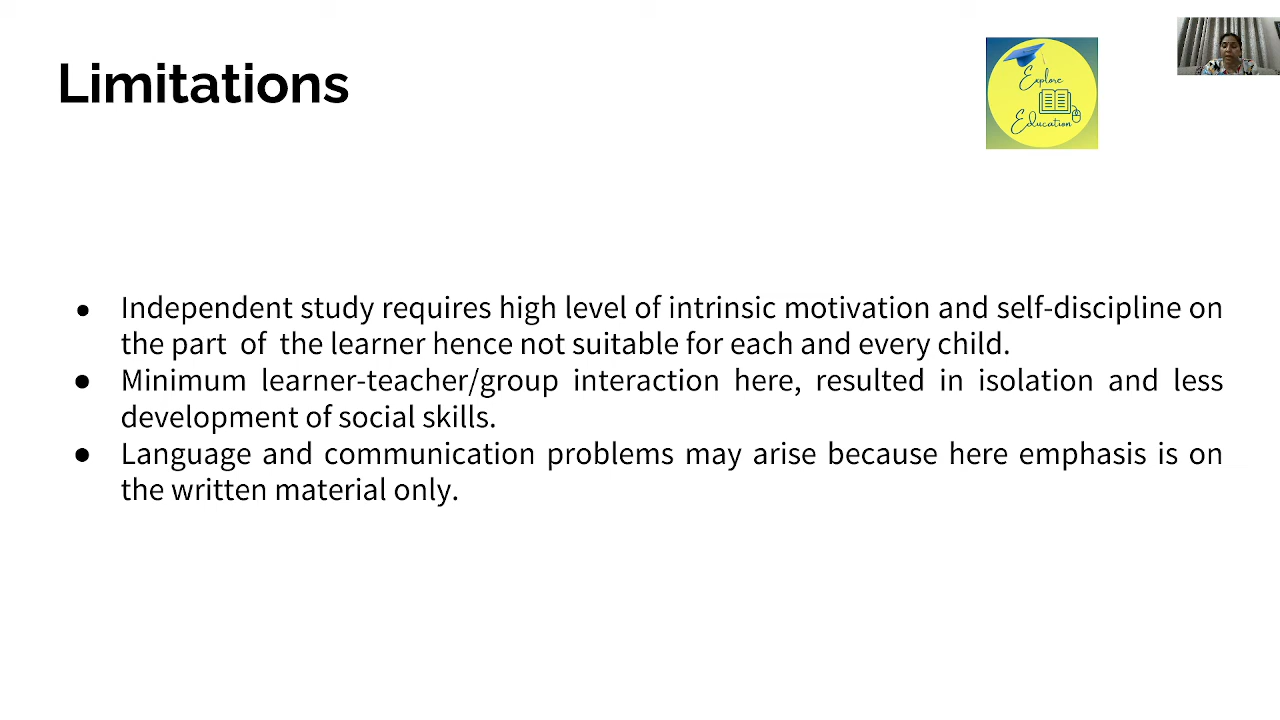 Limitations
Explore
Education
● Independent study requires high level of intrinsic motivation and self-discipline on
the part of the learner hence not suitable for each and every child.
● Minimum learner-teacher/group interaction here, resulted in isolation and less
development of social skills.
● Language and communication problems may arise because here emphasis is on
the written material only.